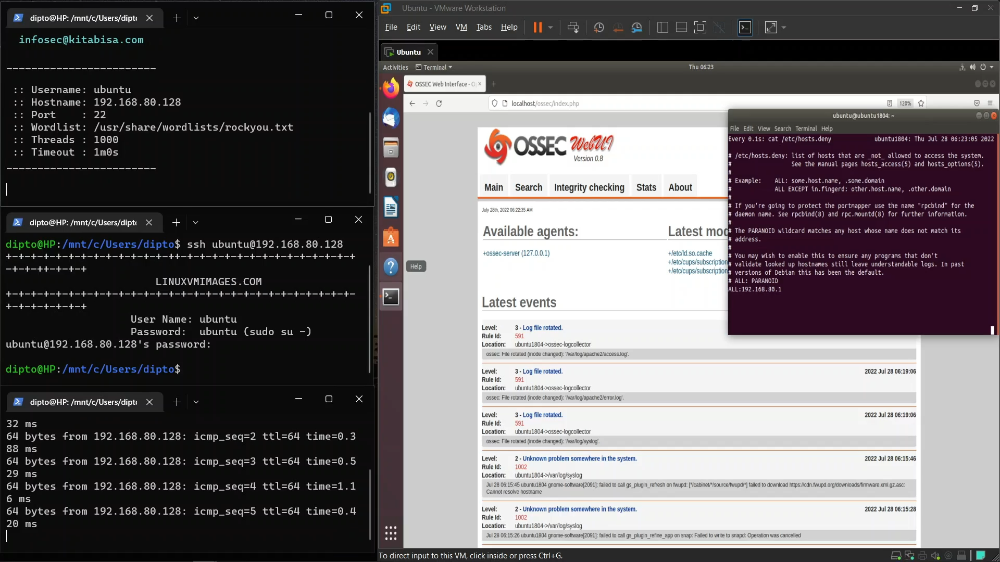 dipto@HP: /mnt/c/Users/dipto
infosec@kitabisa.com
-------------------------
:: Username: ubuntu
:: Hostname: 192.168.80.128
:: Port     : 22
:: Wordlist: /usr/share/wordlists/rockyou.txt
:: Threads : 1000
:: Timeout : 1m0s
-------------------------
dipto@HP: /mnt/c/Users/dipto
dipto@HP:/mnt/c/Users/dipto$ ssh ubuntu@192.168.80.128
+-+-+-+-+-+-+-+-+-+-+-+-+-+-+-+-+-+-+-+-+-+-+-+-+-+-+-+-
-+-+-+-+-+-+-+
LINUXVMIMAGES.COM
+-+-+-+-+-+-+-+-+-+-+-+-+-+-+-+-+-+-+-+-+-+-+-+-+-+-+-+-
-+-+-+-+-+-+-+
User Name: ubuntu
Password:  ubuntu (sudo su -)
ubuntu@192.168.80.128's password:
dipto@HP:/mnt/c/Users/dipto$
dipto@HP: /mnt/c/Users/dipto
32 ms
64 bytes from 192.168.80.128: icmp_seq=2 ttl=64 time=0.3
88 ms
64 bytes from 192.168.80.128: icmp_seq=3 ttl=64 time=0.5
29 ms
64 bytes from 192.168.80.128: icmp_seq=4 ttl=64 time=1.1
6 ms
64 bytes from 192.168.80.128: icmp_seq=5 ttl=64 time=0.4
20 ms
Ubuntu - VMware Workstation
File Edit View VM Tabs Help
Ubuntu
Activities Terminal Thu 06:23
OSSEC Web Interface - O
localhost/ossec/index.php 120%
Help
OSSEC WebUI
Version 0.8
Main Search Integrity checking Stats About
July 28th, 2022 06:22:35 AM
Available agents:
+ossec-server (127.0.0.1)
Latest mod
+/etc/ld.so.cache
+/etc/cups/subscription
+/etc/cups/subscription
Latest events
Level: 3 - Log file rotated.
Rule Id: 591
Location: ubuntu1804->ossec-logcollector
ossec: File rotated (inode changed): '/var/log/apache2/access.log'.
Level: 3 - Log file rotated. 2022 Jul 28 06:19:06
Rule Id: 591
Location: ubuntu1804->ossec-logcollector
ossec: File rotated (inode changed): '/var/log/apache2/error.log'.
Level: 3 - Log file rotated. 2022 Jul 28 06:19:06
Rule Id: 591
Location: ubuntu1804->ossec-logcollector
ossec: File rotated (inode changed): '/var/log/syslog'.
Level: 2 - Unknown problem somewhere in the system. 2022 Jul 28 06:15:46
Rule Id: 1002
Location: ubuntu1804->/var/log/syslog
Jul 28 06:15:45 ubuntu1804 gnome-software[2091]: failed to call gs_plugin_refresh on fwupd: [*/cabinet/*/source/fwupd/*] failed to download https://cdn.fwupd.org/downloads/firmware.xml.gz.asc:
Cannot resolve hostname
Level: 2 - Unknown problem somewhere in the system. 2022 Jul 28 06:15:28
Rule Id: 1002
Location: ubuntu1804->/var/log/syslog
Jul 28 06:15:26 ubuntu1804 gnome-software[2091]: failed to call gs_plugin_refine_app on snap: Failed to write to snapd: Operation was cancelled
ubuntu@ubuntu1804: ~
File Edit View Search Terminal Help
Every 0.1s: cat /etc/hosts.deny ubuntu1804: Thu Jul 28 06:23:05 2022
# /etc/hosts.deny: list of hosts that are _not_ allowed to access the system.
#                  See the manual pages hosts_access(5) and hosts_options(5).
#
# Example:    ALL: some.host.name, .some.domain
#             ALL EXCEPT in.fingerd: other.host.name, .other.domain
#
# If you're going to protect the portmapper use the name "rpcbind" for the
# daemon name. See rpcbind(8) and rpc.mountd(8) for further information.
#
# The PARANOID wildcard matches any host whose name does not match its
# address.
#
# You may wish to enable this to ensure any programs that don't
# validate looked up hostnames still leave understandable logs. In past
# versions of Debian this has been the default.
# ALL: PARANOID
ALL:192.168.80.1
To direct input to this VM, click inside or press Ctrl+G.